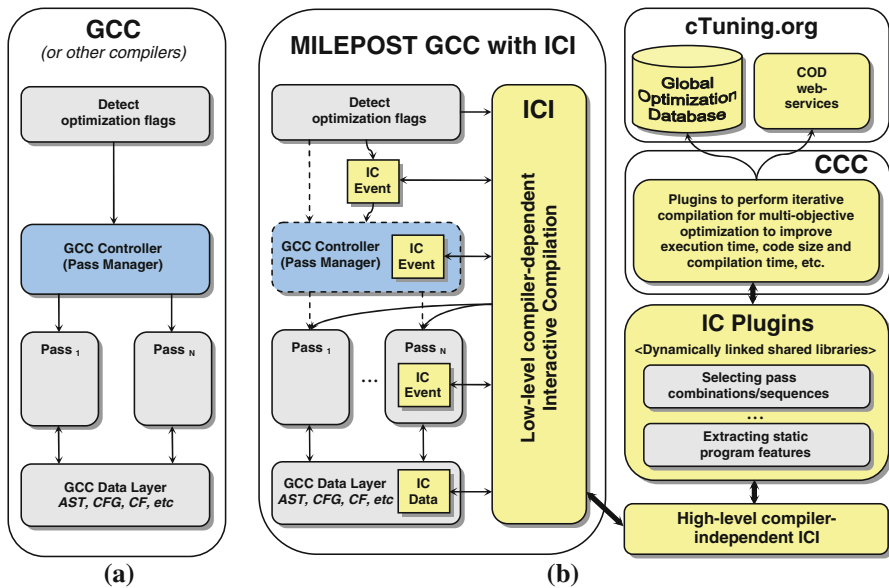 GCC
(or other compilers)
Detect
optimization flags
GCC Controller
(Pass Manager)
Pass 1
Pass N
GCC Data Layer
AST, CFG, CF, etc
(a)
MILEPOST GCC with ICI
Detect
optimization flags
IC
Event
GCC Controller
(Pass Manager)
IC
Event
Pass 1
...
Pass N
IC
Event
GCC Data Layer
AST, CFG, CF, etc
IC
Data
ICI
Low-level compiler-dependent
Interactive Compilation
(b)
cTuning.org
Global
Optimization
Database
COD
web-
services
CCC
Plugins to perform iterative
compilation for multi-objective
optimization to improve
execution time, code size and
compilation time, etc.
IC Plugins
<Dynamically linked shared libraries>
Selecting pass
combinations/sequences
...
Extracting static
program features
High-level compiler-
independent ICI